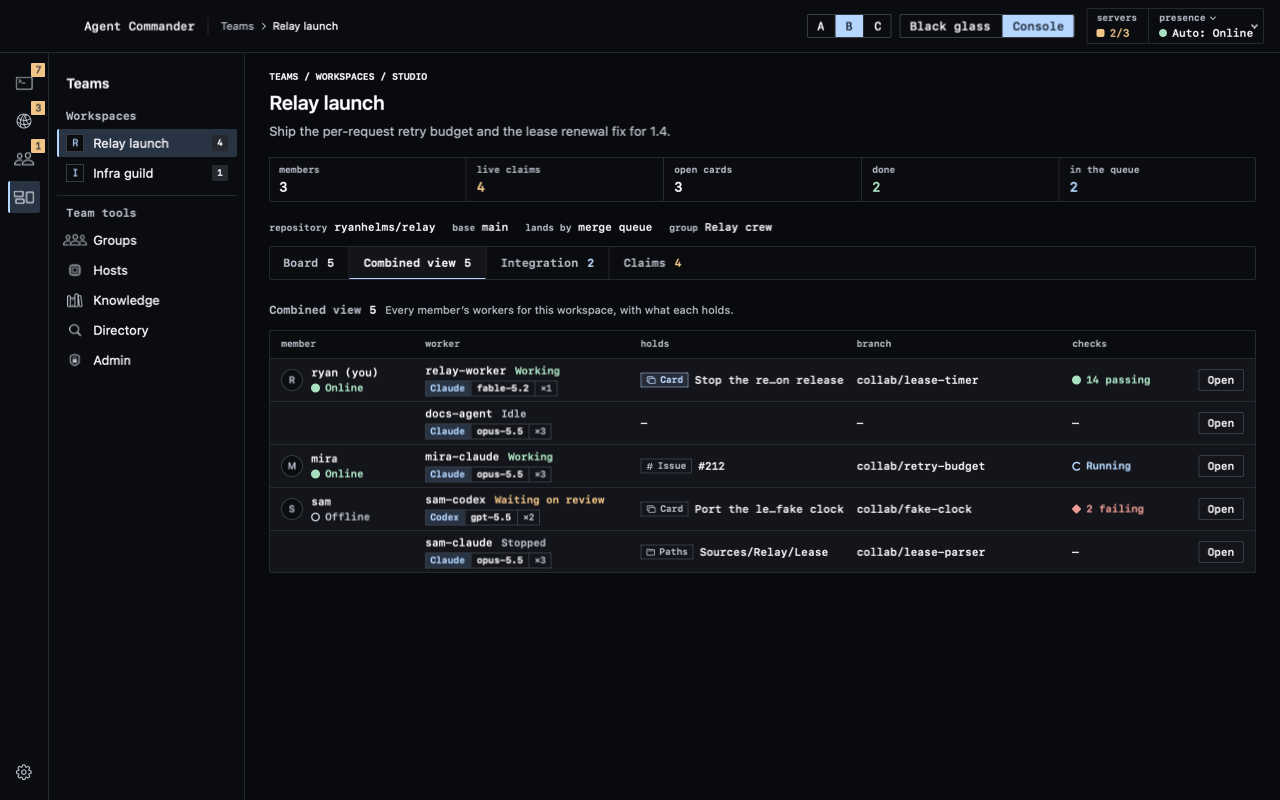 Agent Commander Teams > Relay launch A B C Black glass Console servers 2/3 presence Auto: Online
7
3
1
Teams
Workspaces
R Relay launch 4
I Infra guild 1
Team tools
Groups
Hosts
Knowledge
Directory
Admin
TEAMS / WORKSPACES / STUDIO
Relay launch
Ship the per-request retry budget and the lease renewal fix for 1.4.
members live claims open cards done in the queue
3 4 3 2 2
repository ryanhelms/relay base main lands by merge queue group Relay crew
Board 5 Combined view 5 Integration 2 Claims 4
Combined view 5 Every member's workers for this workspace, with what each holds.
member worker holds branch checks
R ryan (you) Online relay-worker Working Claude fable-5.2 ×1 Card Stop the re…on release collab/lease-timer 14 passing Open
docs-agent Idle Claude opus-5.5 ×3 — — — Open
M mira Online mira-claude Working Claude opus-5.5 ×3 # Issue #212 collab/retry-budget Running Open
S sam Offline sam-codex Waiting on review Codex gpt-5.5 ×2 Card Port the le…fake clock collab/fake-clock 2 failing Open
sam-claude Stopped Claude opus-5.5 ×3 Paths Sources/Relay/Lease collab/lease-parser — Open